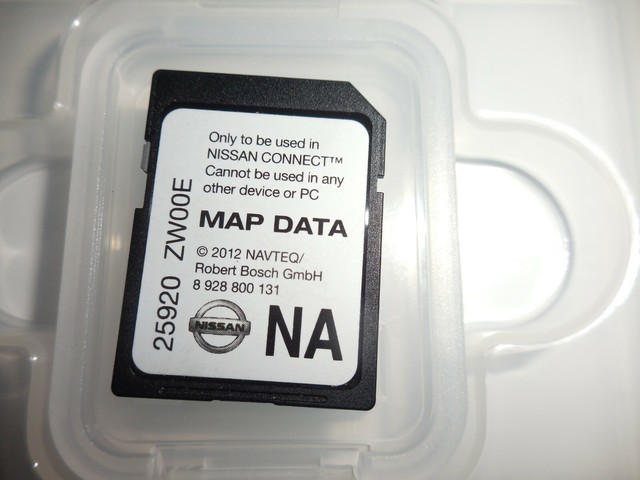 Only to be used in
NISSAN CONNECT™
Cannot be used in any
other device or PC
MAP DATA
© 2012 NAVTEQ/
Robert Bosch GmbH
8 928 800 131
NISSAN
NA
25920 ZW00E